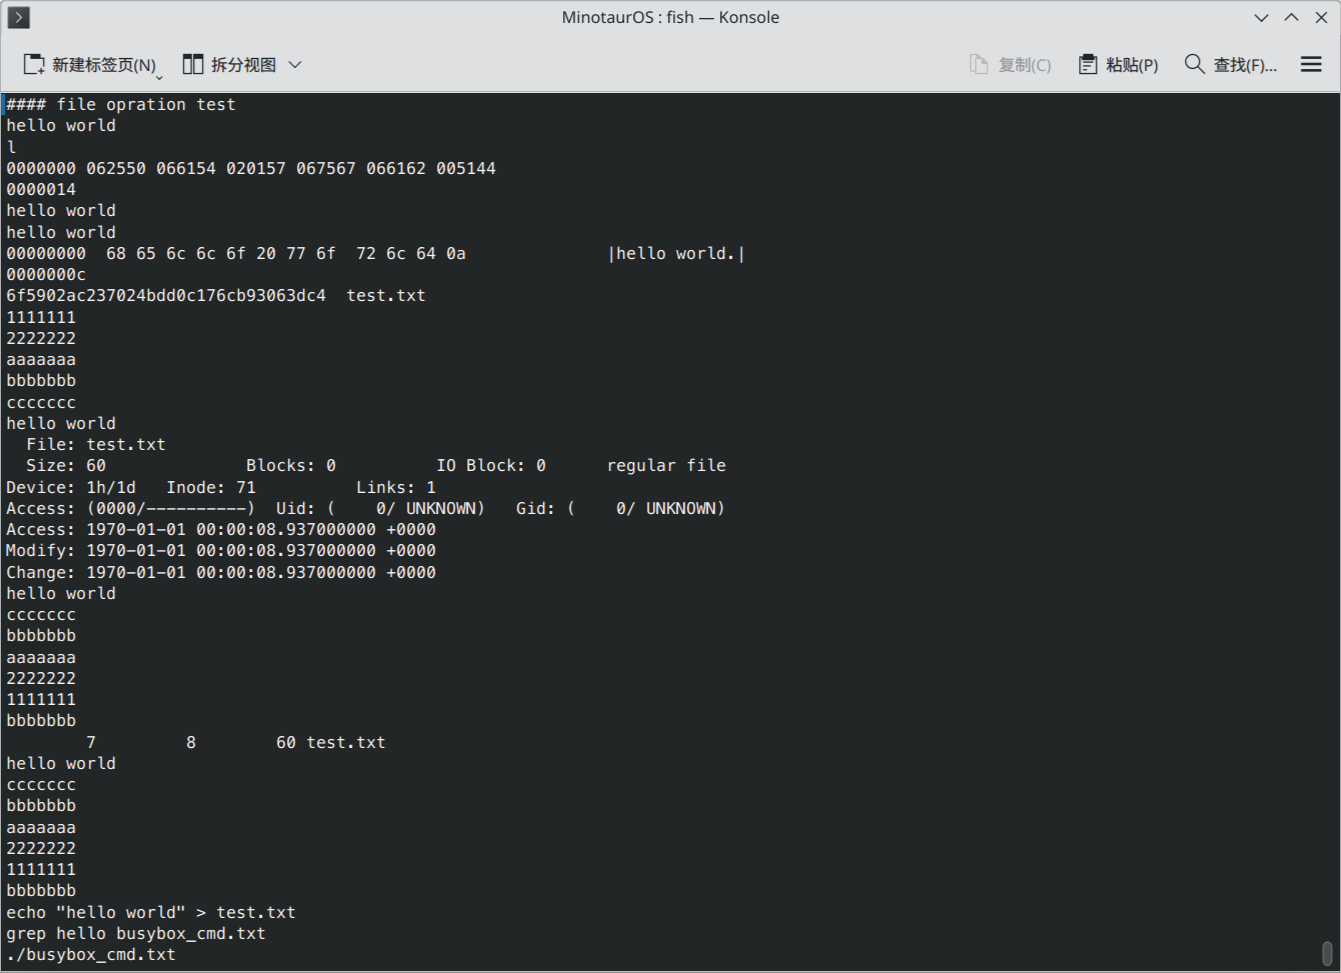 MinotaurOS : fish — Konsole
新建标签页(N) 拆分视图 复制(C) 粘贴(P) 查找(F)...
#### file opration test
hello world
l
0000000 062550 066154 020157 067567 066162 005144
0000014
hello world
hello world
00000000  68 65 6c 6c 6f 20 77 6f  72 6c 64 0a              |hello world.|
0000000c
6f5902ac237024bdd0c176cb93063dc4  test.txt
1111111
2222222
aaaaaaa
bbbbbbb
ccccccc
hello world
  File: test.txt
  Size: 60              Blocks: 0          IO Block: 0      regular file
Device: 1h/1d   Inode: 71          Links: 1
Access: (0000/----------)  Uid: (    0/ UNKNOWN)   Gid: (    0/ UNKNOWN)
Access: 1970-01-01 00:00:08.937000000 +0000
Modify: 1970-01-01 00:00:08.937000000 +0000
Change: 1970-01-01 00:00:08.937000000 +0000
hello world
ccccccc
bbbbbbb
aaaaaaa
2222222
1111111
bbbbbbb
        7         8        60 test.txt
hello world
ccccccc
bbbbbbb
aaaaaaa
2222222
1111111
bbbbbbb
echo "hello world" > test.txt
grep hello busybox_cmd.txt
./busybox_cmd.txt